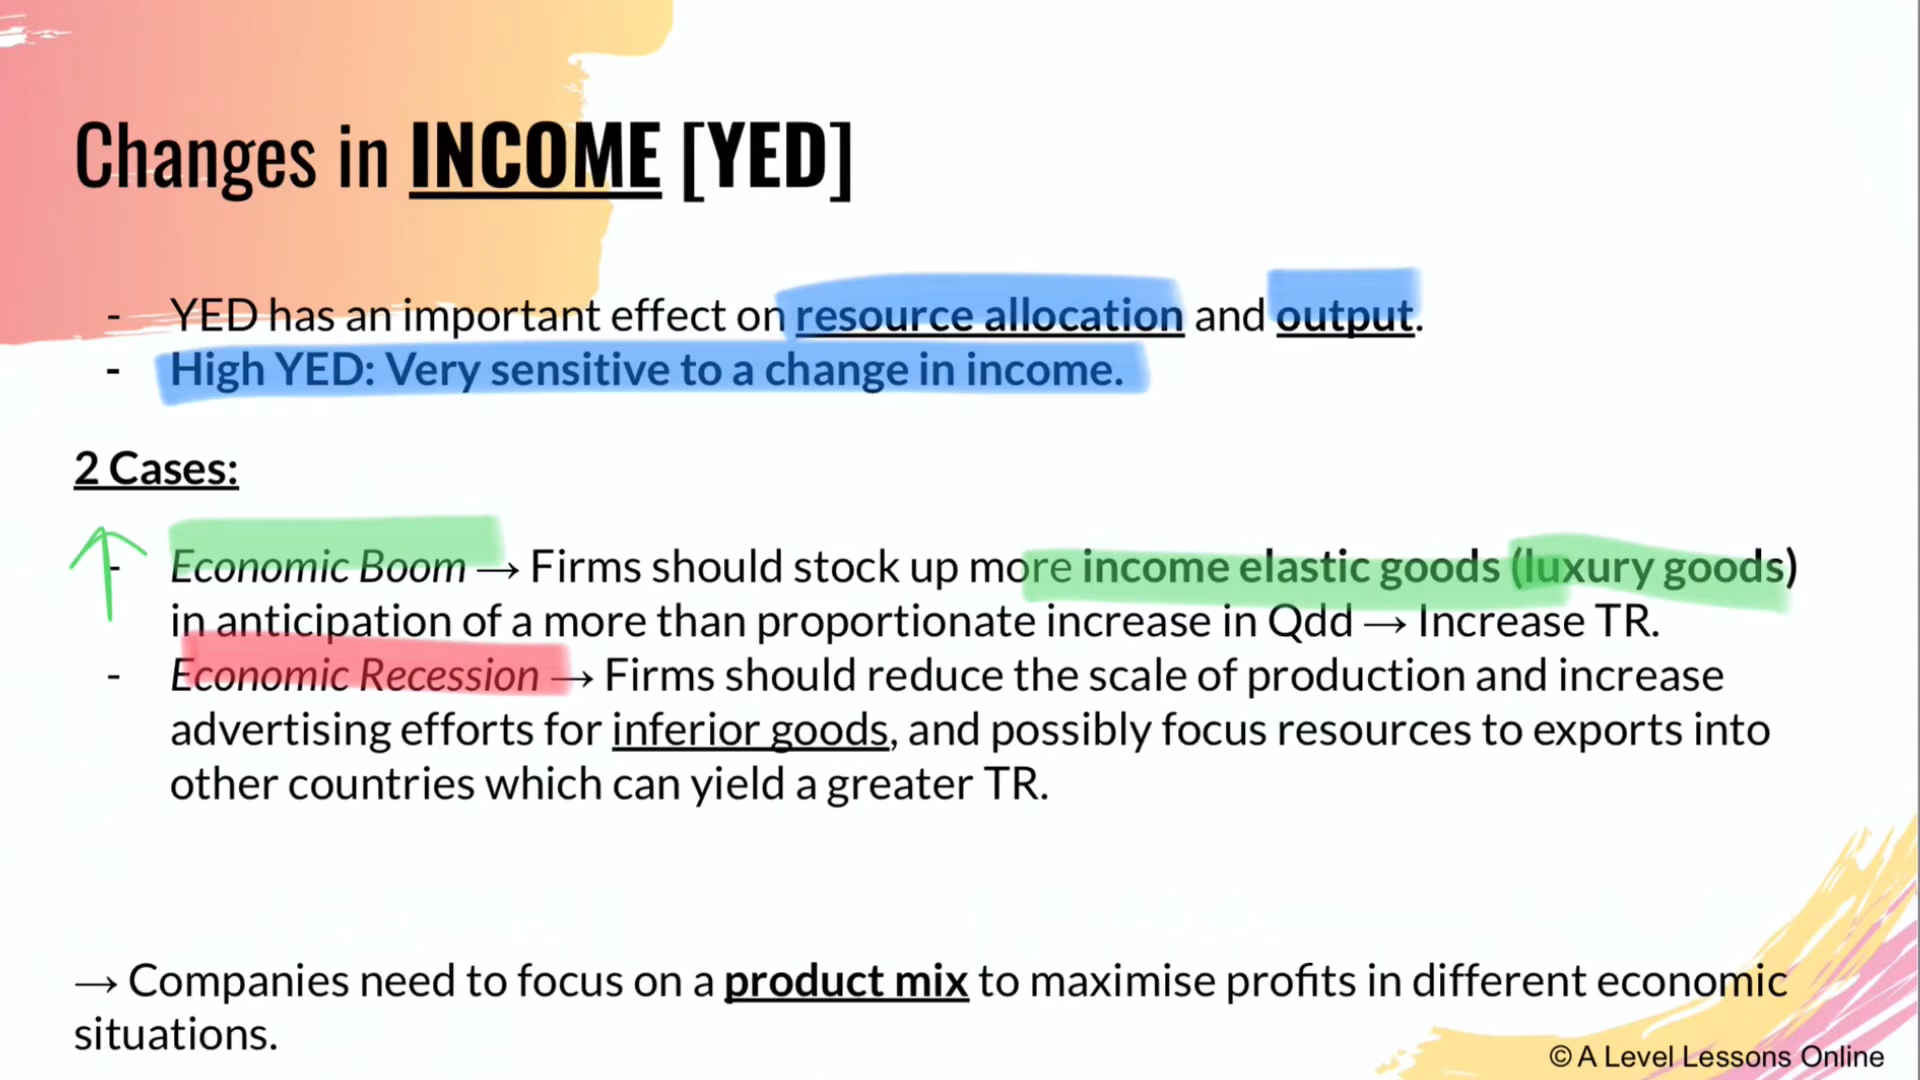 Changes in INCOME [YED]
- YED has an important effect on resource allocation and output.
- High YED: Very sensitive to a change in income.
2 Cases:
- Economic Boom → Firms should stock up more income elastic goods (luxury goods)
in anticipation of a more than proportionate increase in Qdd → Increase TR.
- Economic Recession → Firms should reduce the scale of production and increase
advertising efforts for inferior goods, and possibly focus resources to exports into
other countries which can yield a greater TR.
→ Companies need to focus on a product mix to maximise profits in different economic
situations.
© A Level Lessons Online